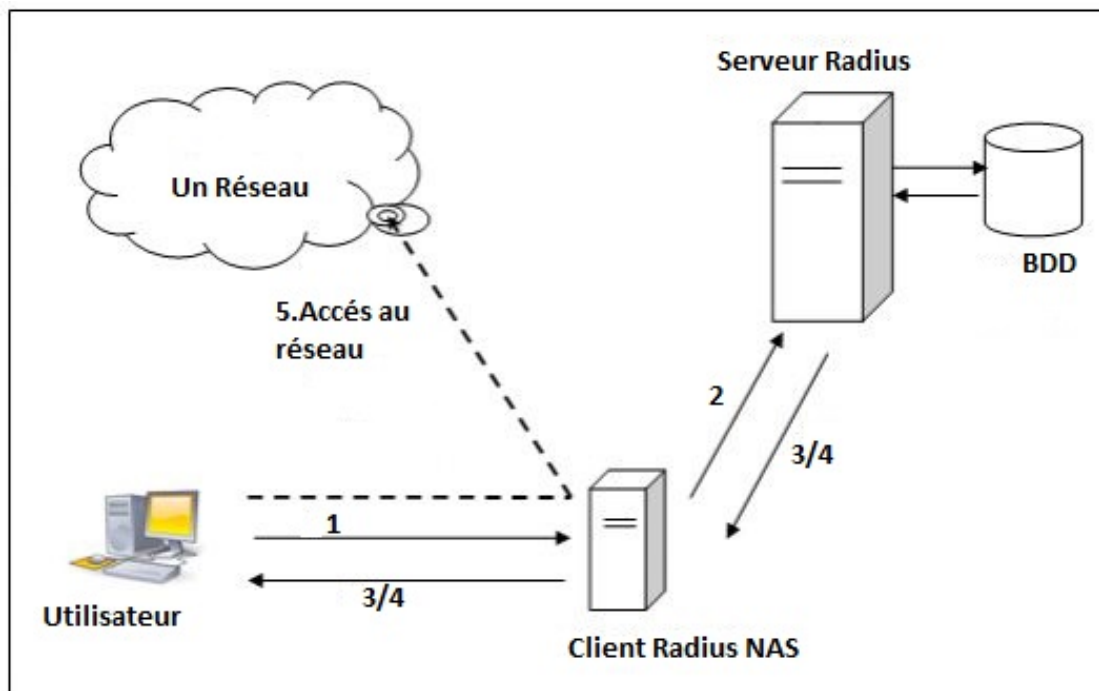 Serveur Radius
Un Réseau
BDD
5.Accés au
réseau
2
3/4
1
3/4
Utilisateur
Client Radius NAS